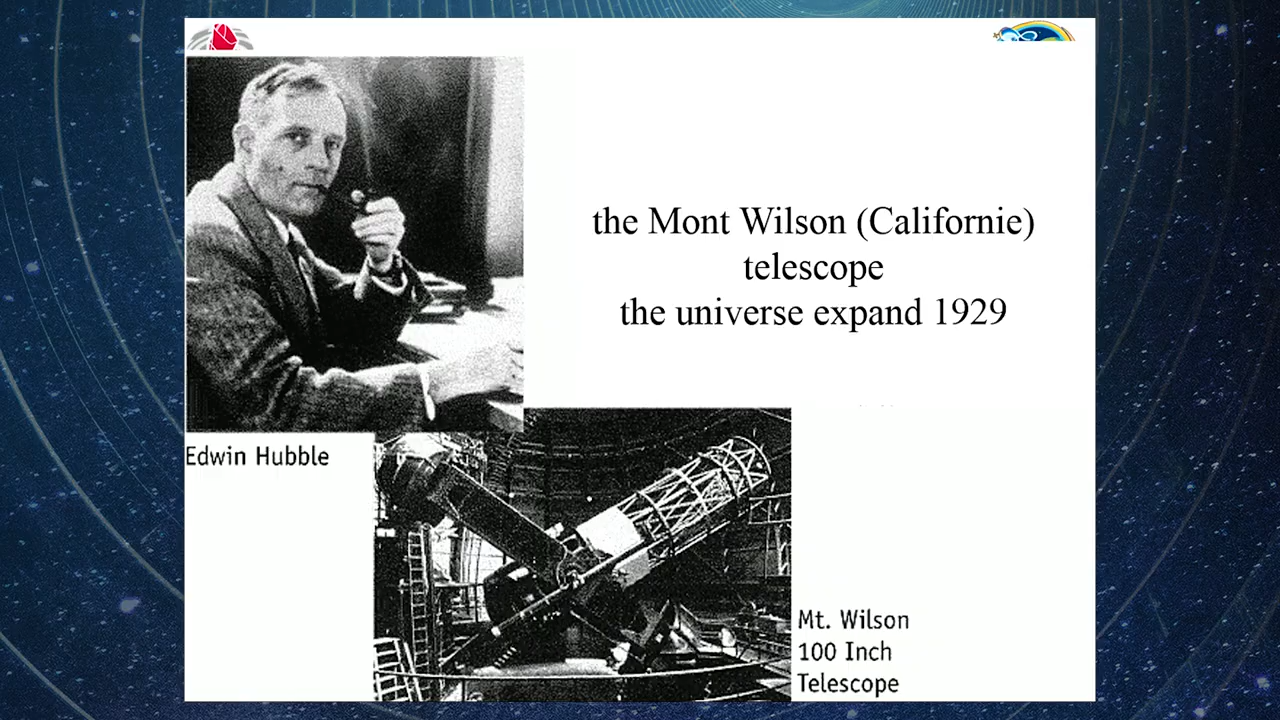 the Mont Wilson (Californie)
telescope
the universe expand 1929
Edwin Hubble
Mt. Wilson
100 Inch
Telescope